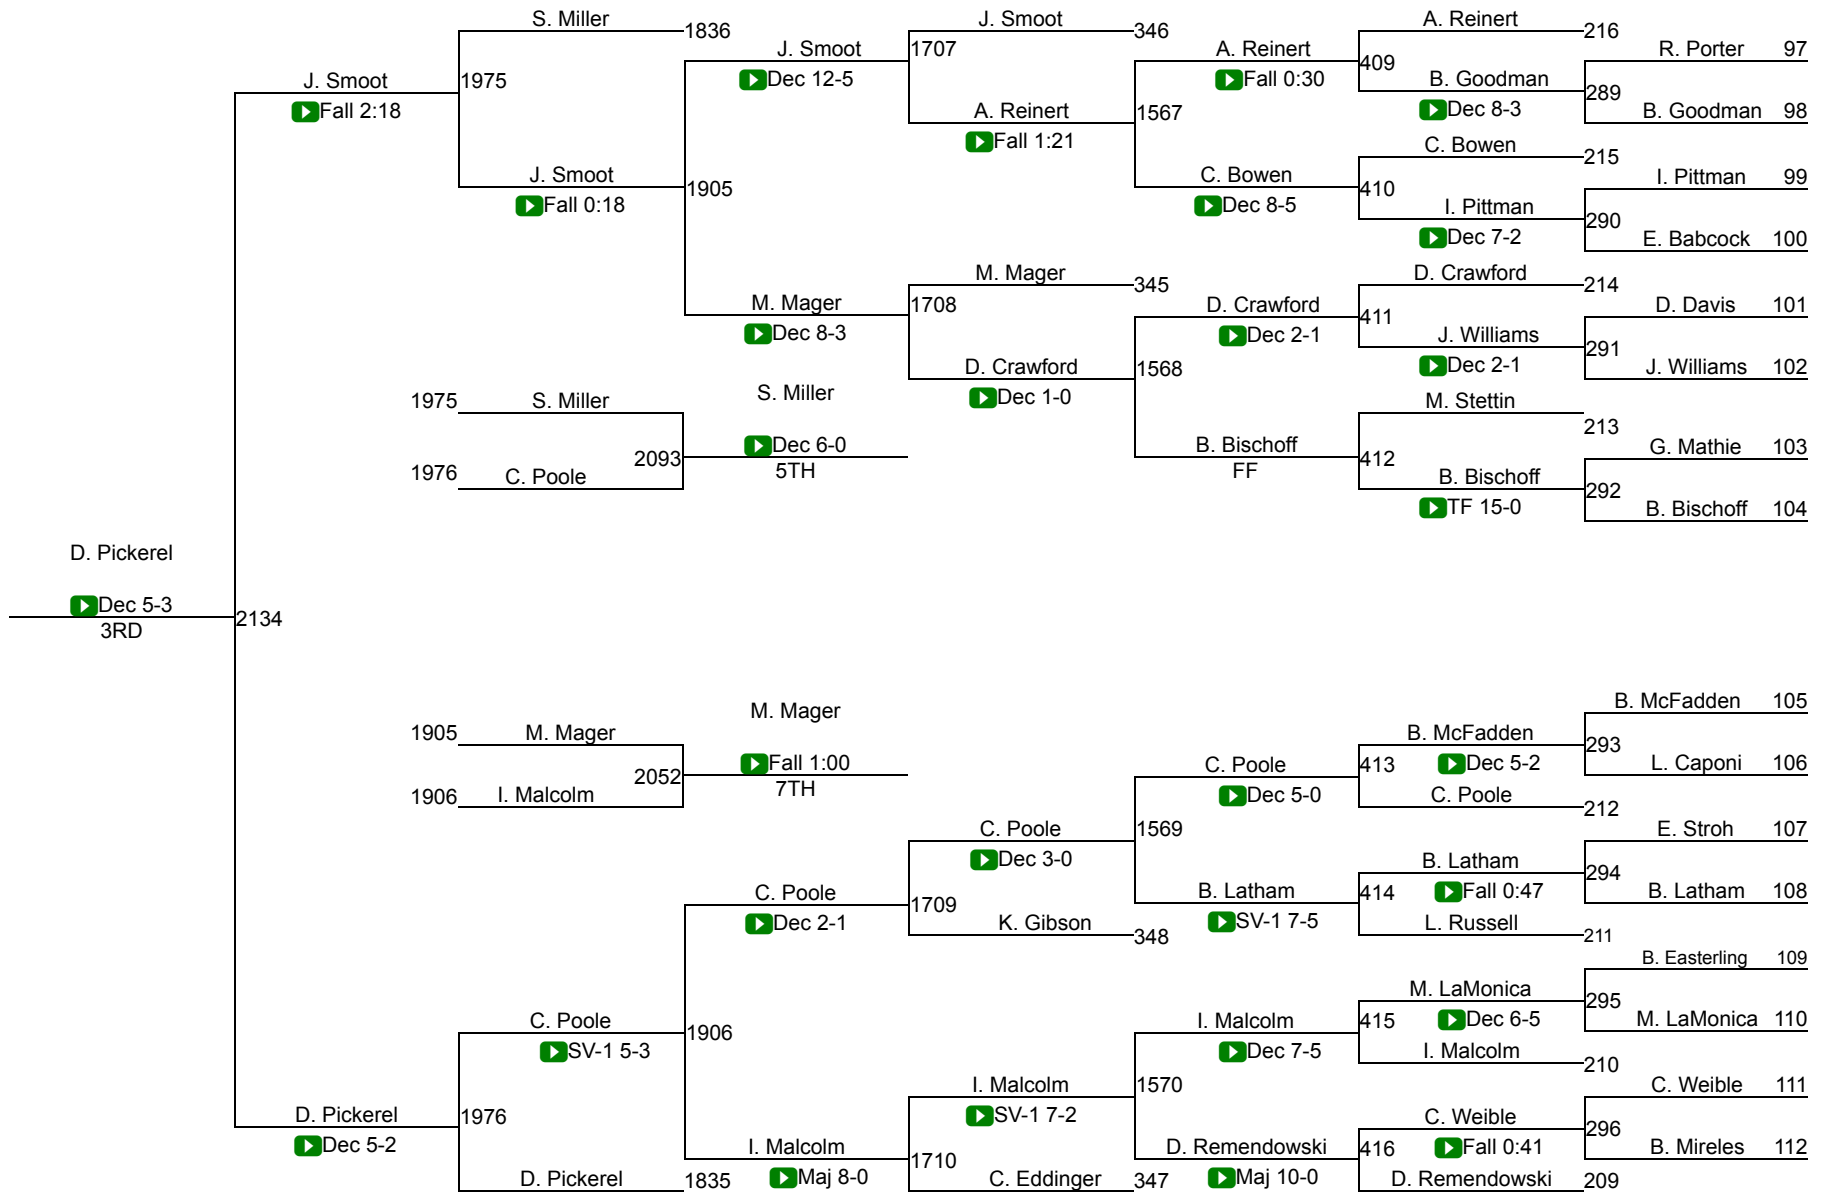 S. Miller
1836
J. Smoot
346
A. Reinert
216
R. Porter 97
J. Smoot
1707
A. Reinert
409
J. Smoot
1975
Dec 12-5
Fall 0:30
B. Goodman
289
Fall 2:18
A. Reinert
1567
Dec 8-3
B. Goodman 98
Fall 1:21
C. Bowen
215
J. Smoot
1905
C. Bowen
410
I. Pittman 99
Fall 0:18
Dec 8-5
I. Pittman
290
Dec 7-2
E. Babcock 100
M. Mager
345
D. Crawford
214
M. Mager
1708
D. Crawford
411
D. Davis 101
Dec 8-3
Dec 2-1
J. Williams
291
D. Crawford
1568
Dec 2-1
J. Williams 102
1975 S. Miller
S. Miller
Dec 1-0
M. Stettin
213
2093
Dec 6-0
B. Bischoff
412
G. Mathie 103
1976 C. Poole
5TH
FF
B. Bischoff
292
TF 15-0
B. Bischoff 104
D. Pickerel
Dec 5-3
2134
3RD
M. Mager
B. McFadden 105
1905 M. Mager
B. McFadden
293
2052
Fall 1:00
C. Poole
413
Dec 5-2
L. Caponi 106
1906 I. Malcolm
7TH
Dec 5-0
C. Poole
212
C. Poole
1569
E. Stroh 107
Dec 3-0
B. Latham
294
C. Poole
1709
B. Latham
414
Fall 0:47
B. Latham 108
Dec 2-1
K. Gibson
348
SV-1 7-5
L. Russell
211
B. Easterling 109
M. LaMonica
295
C. Poole
1906
I. Malcolm
415
Dec 6-5
M. LaMonica 110
SV-1 5-3
Dec 7-5
I. Malcolm
210
I. Malcolm
1570
C. Weible 111
D. Pickerel
1976
SV-1 7-2
C. Weible
296
Dec 5-2
I. Malcolm
1710
D. Remendowski
416
Fall 0:41
B. Mireles 112
D. Pickerel
1835
Maj 8-0
C. Eddinger
347
Maj 10-0
D. Remendowski
209